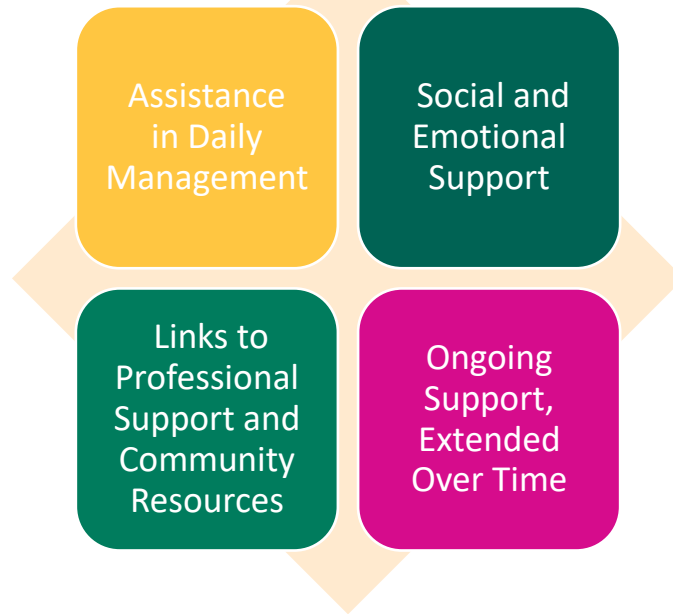 Assistance
in Daily
Management
Social and
Emotional
Support
Links to
Professional
Support and
Community
Resources
Ongoing
Support,
Extended
Over Time